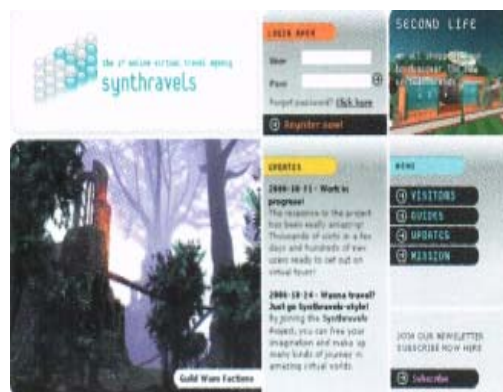 the 1st online virtual travel agency
synthravels
LOGIN AREA
User
Pass
Forgot password? Click here
Register now!
SECOND LIFE
Guild Wars Factions
UPDATES
2006-10-31 - Work in
progress!
The response to the project
has been really amazing!
Thousands of visits in a few
days and hundreds of new
users ready to set out on
virtual tours!
2006-10-24 - Wanna travel?
Just go Synthravels-style!
By joining the Synthravels
Project, you can free your
imagination and make up
many kinds of journey in
amazing virtual worlds.
MENU
VISITORS
GUIDES
UPDATES
MISSION
JOIN OUR NEWSLETTER
SUBSCRIBE NOW HERE
Subscribe